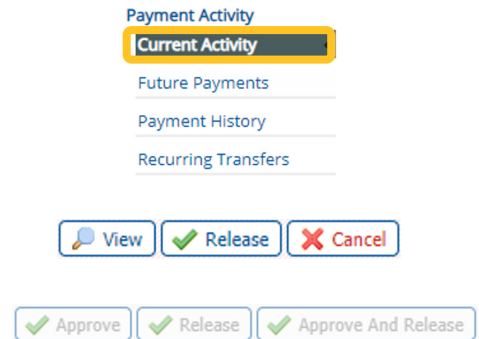 Payment Activity
Current Activity
Future Payments
Payment History
Recurring Transfers
View Release Cancel
Approve Release Approve And Release